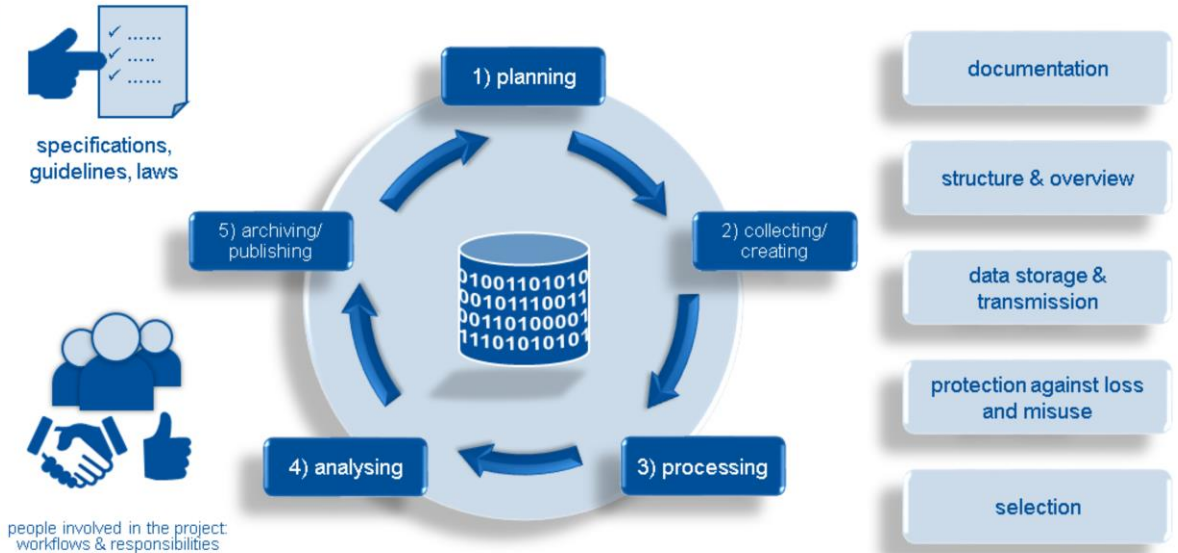 ✓ ......
✓ .....
✓ ......
specifications,
guidelines, laws
people involved in the project:
workflows & responsibilities
1) planning
2) collecting/
creating
3) processing
4) analysing
5) archiving/
publishing
01001101010
00101110011
00110100001
11101010101
documentation
structure & overview
data storage &
transmission
protection against loss
and misuse
selection